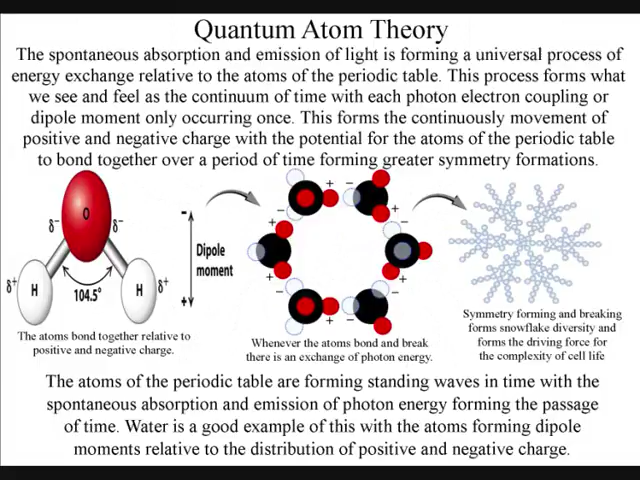 Quantum Atom Theory
The spontaneous absorption and emission of light is forming a universal process of
energy exchange relative to the atoms of the periodic table. This process forms what
we see and feel as the continuum of time with each photon electron coupling or
dipole moment only occurring once. This forms the continuously movement of
positive and negative charge with the potential for the atoms of the periodic table
to bond together over a period of time forming greater symmetry formations.
O
δ⁻ δ⁻
H H
δ⁺ δ⁺
104.5°
-
Dipole
moment
+
+ −
− +
+ −
− +
− −
+ +
The atoms bond together relative to
positive and negative charge.
Whenever the atoms bond and break
there is an exchange of photon energy.
Symmetry forming and breaking
forms snowflake diversity and
forms the driving force for
the complexity of cell life
The atoms of the periodic table are forming standing waves in time with the
spontaneous absorption and emission of photon energy forming the passage
of time. Water is a good example of this with the atoms forming dipole
moments relative to the distribution of positive and negative charge.